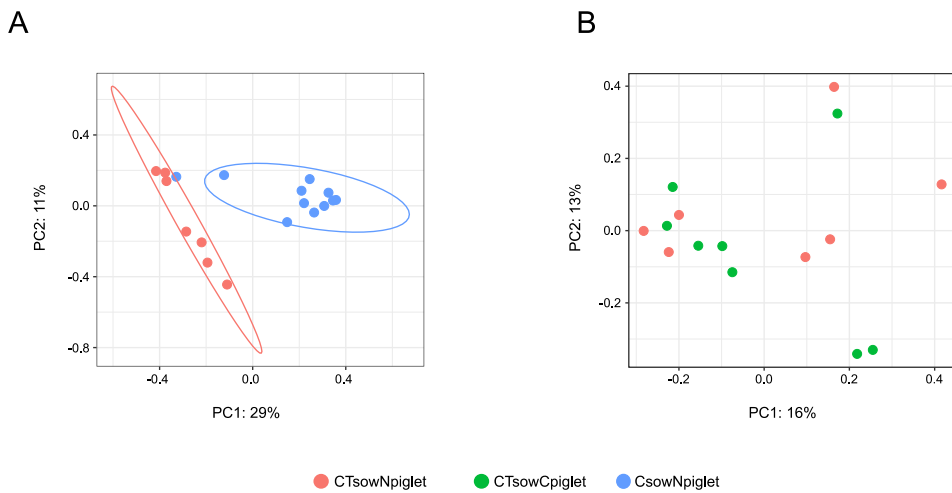 A
B
0.4
0.0
-0.4
-0.8
PC2: 11%
-0.4
0.0
0.4
PC1: 29%
0.4
0.2
0.0
-0.2
PC2: 13%
-0.2
0.0
0.2
0.4
PC1: 16%
CTsowNpiglet
CTsowCpiglet
CsowNpiglet